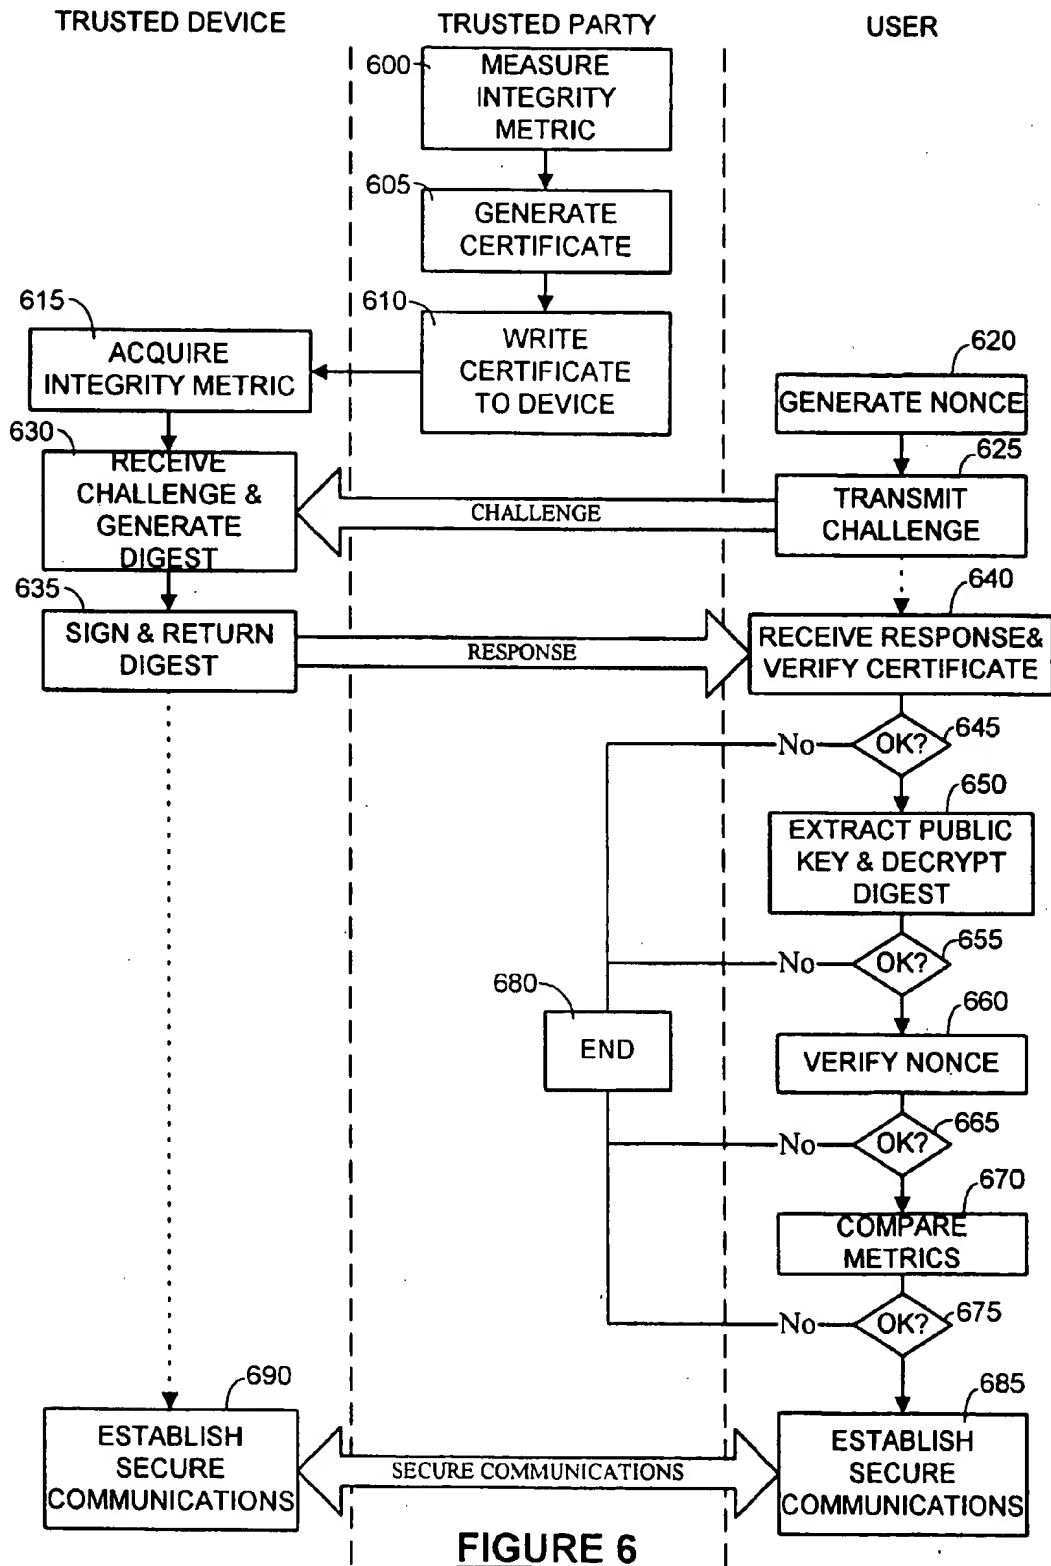 TRUSTED DEVICE
TRUSTED PARTY
USER
600
MEASURE
INTEGRITY
METRIC
605
GENERATE
CERTIFICATE
610
WRITE
CERTIFICATE
TO DEVICE
615
ACQUIRE
INTEGRITY METRIC
620
GENERATE NONCE
625
TRANSMIT
CHALLENGE
CHALLENGE
630
RECEIVE
CHALLENGE &
GENERATE
DIGEST
635
SIGN & RETURN
DIGEST
RESPONSE
640
RECEIVE RESPONSE&
VERIFY CERTIFICATE
645
OK?
No
650
EXTRACT PUBLIC
KEY & DECRYPT
DIGEST
655
OK?
No
680
END
660
VERIFY NONCE
665
OK?
No
670
COMPARE
METRICS
675
OK?
No
690
ESTABLISH
SECURE
COMMUNICATIONS
SECURE COMMUNICATIONS
685
ESTABLISH
SECURE
COMMUNICATIONS
FIGURE 6